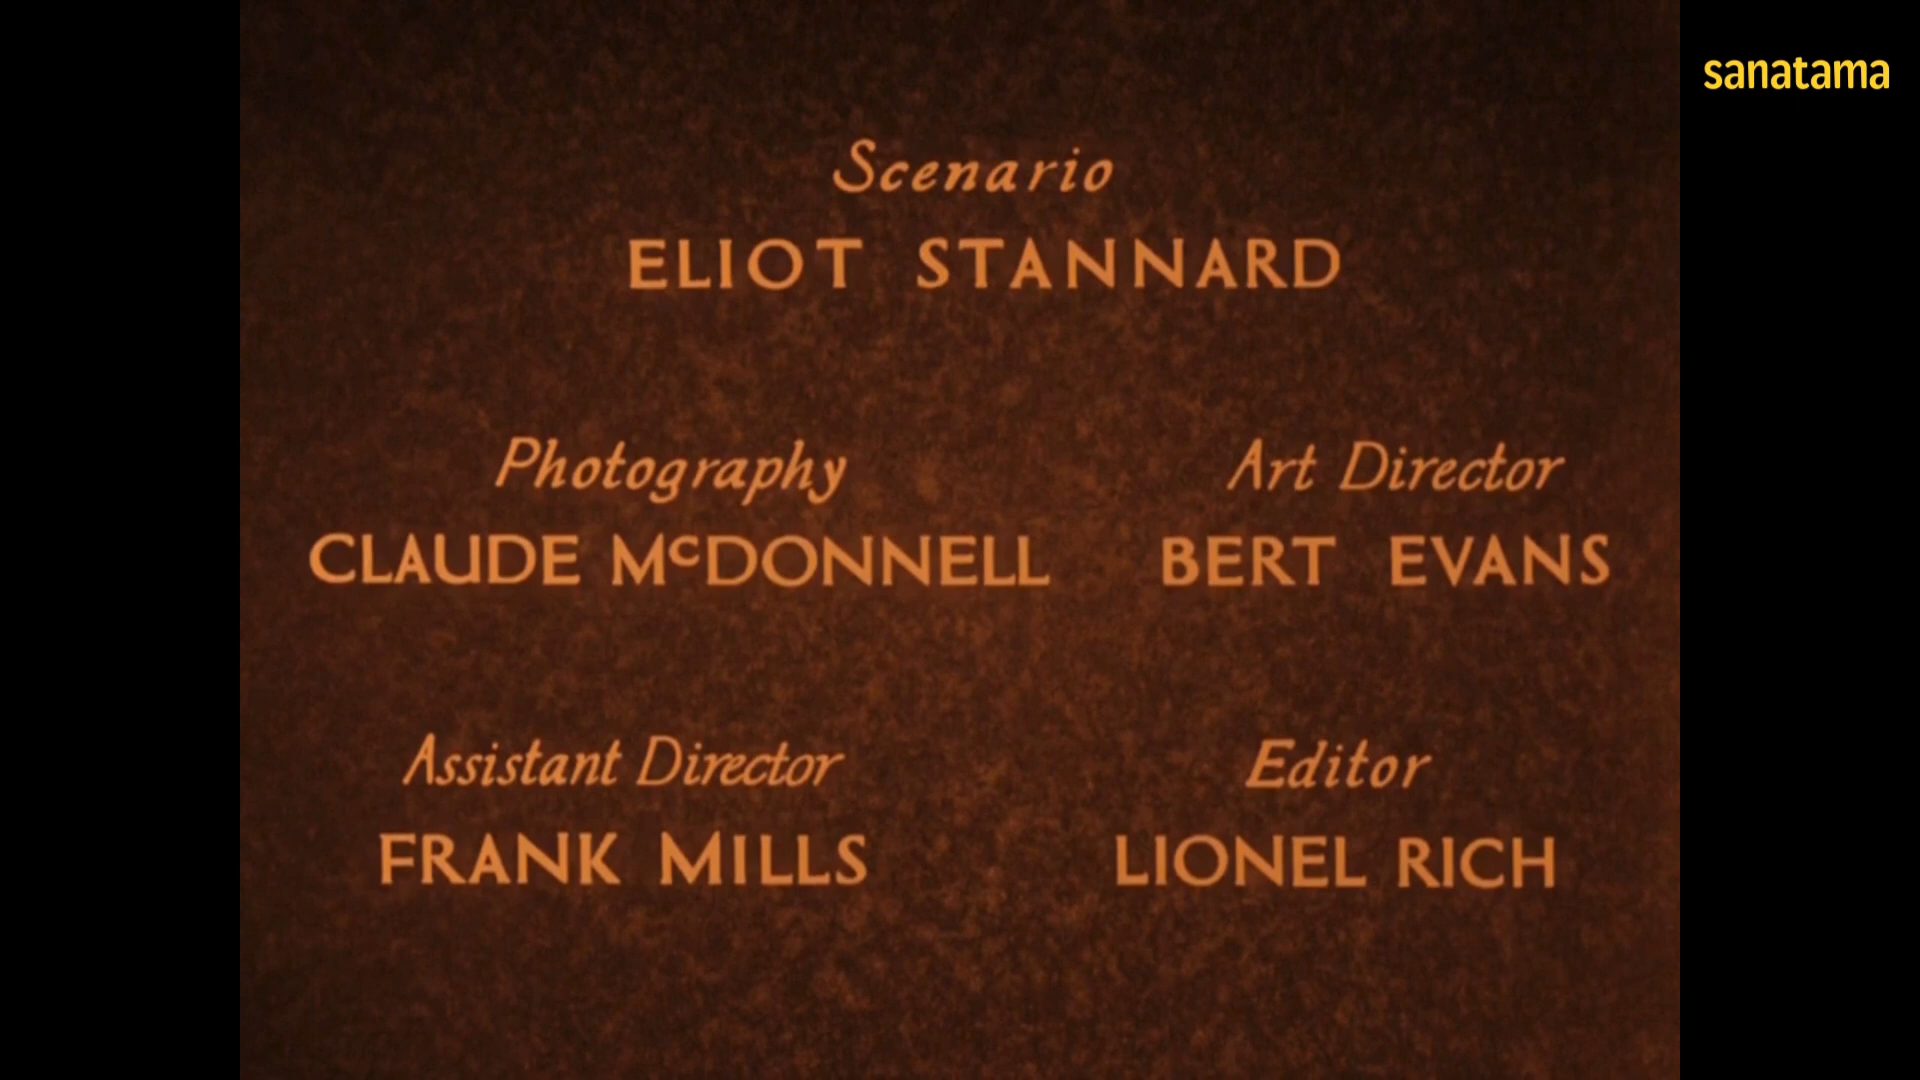 sanatama
Scenario
ELIOT STANNARD
Photography
CLAUDE McDONNELL
Art Director
BERT EVANS
Assistant Director
FRANK MILLS
Editor
LIONEL RICH